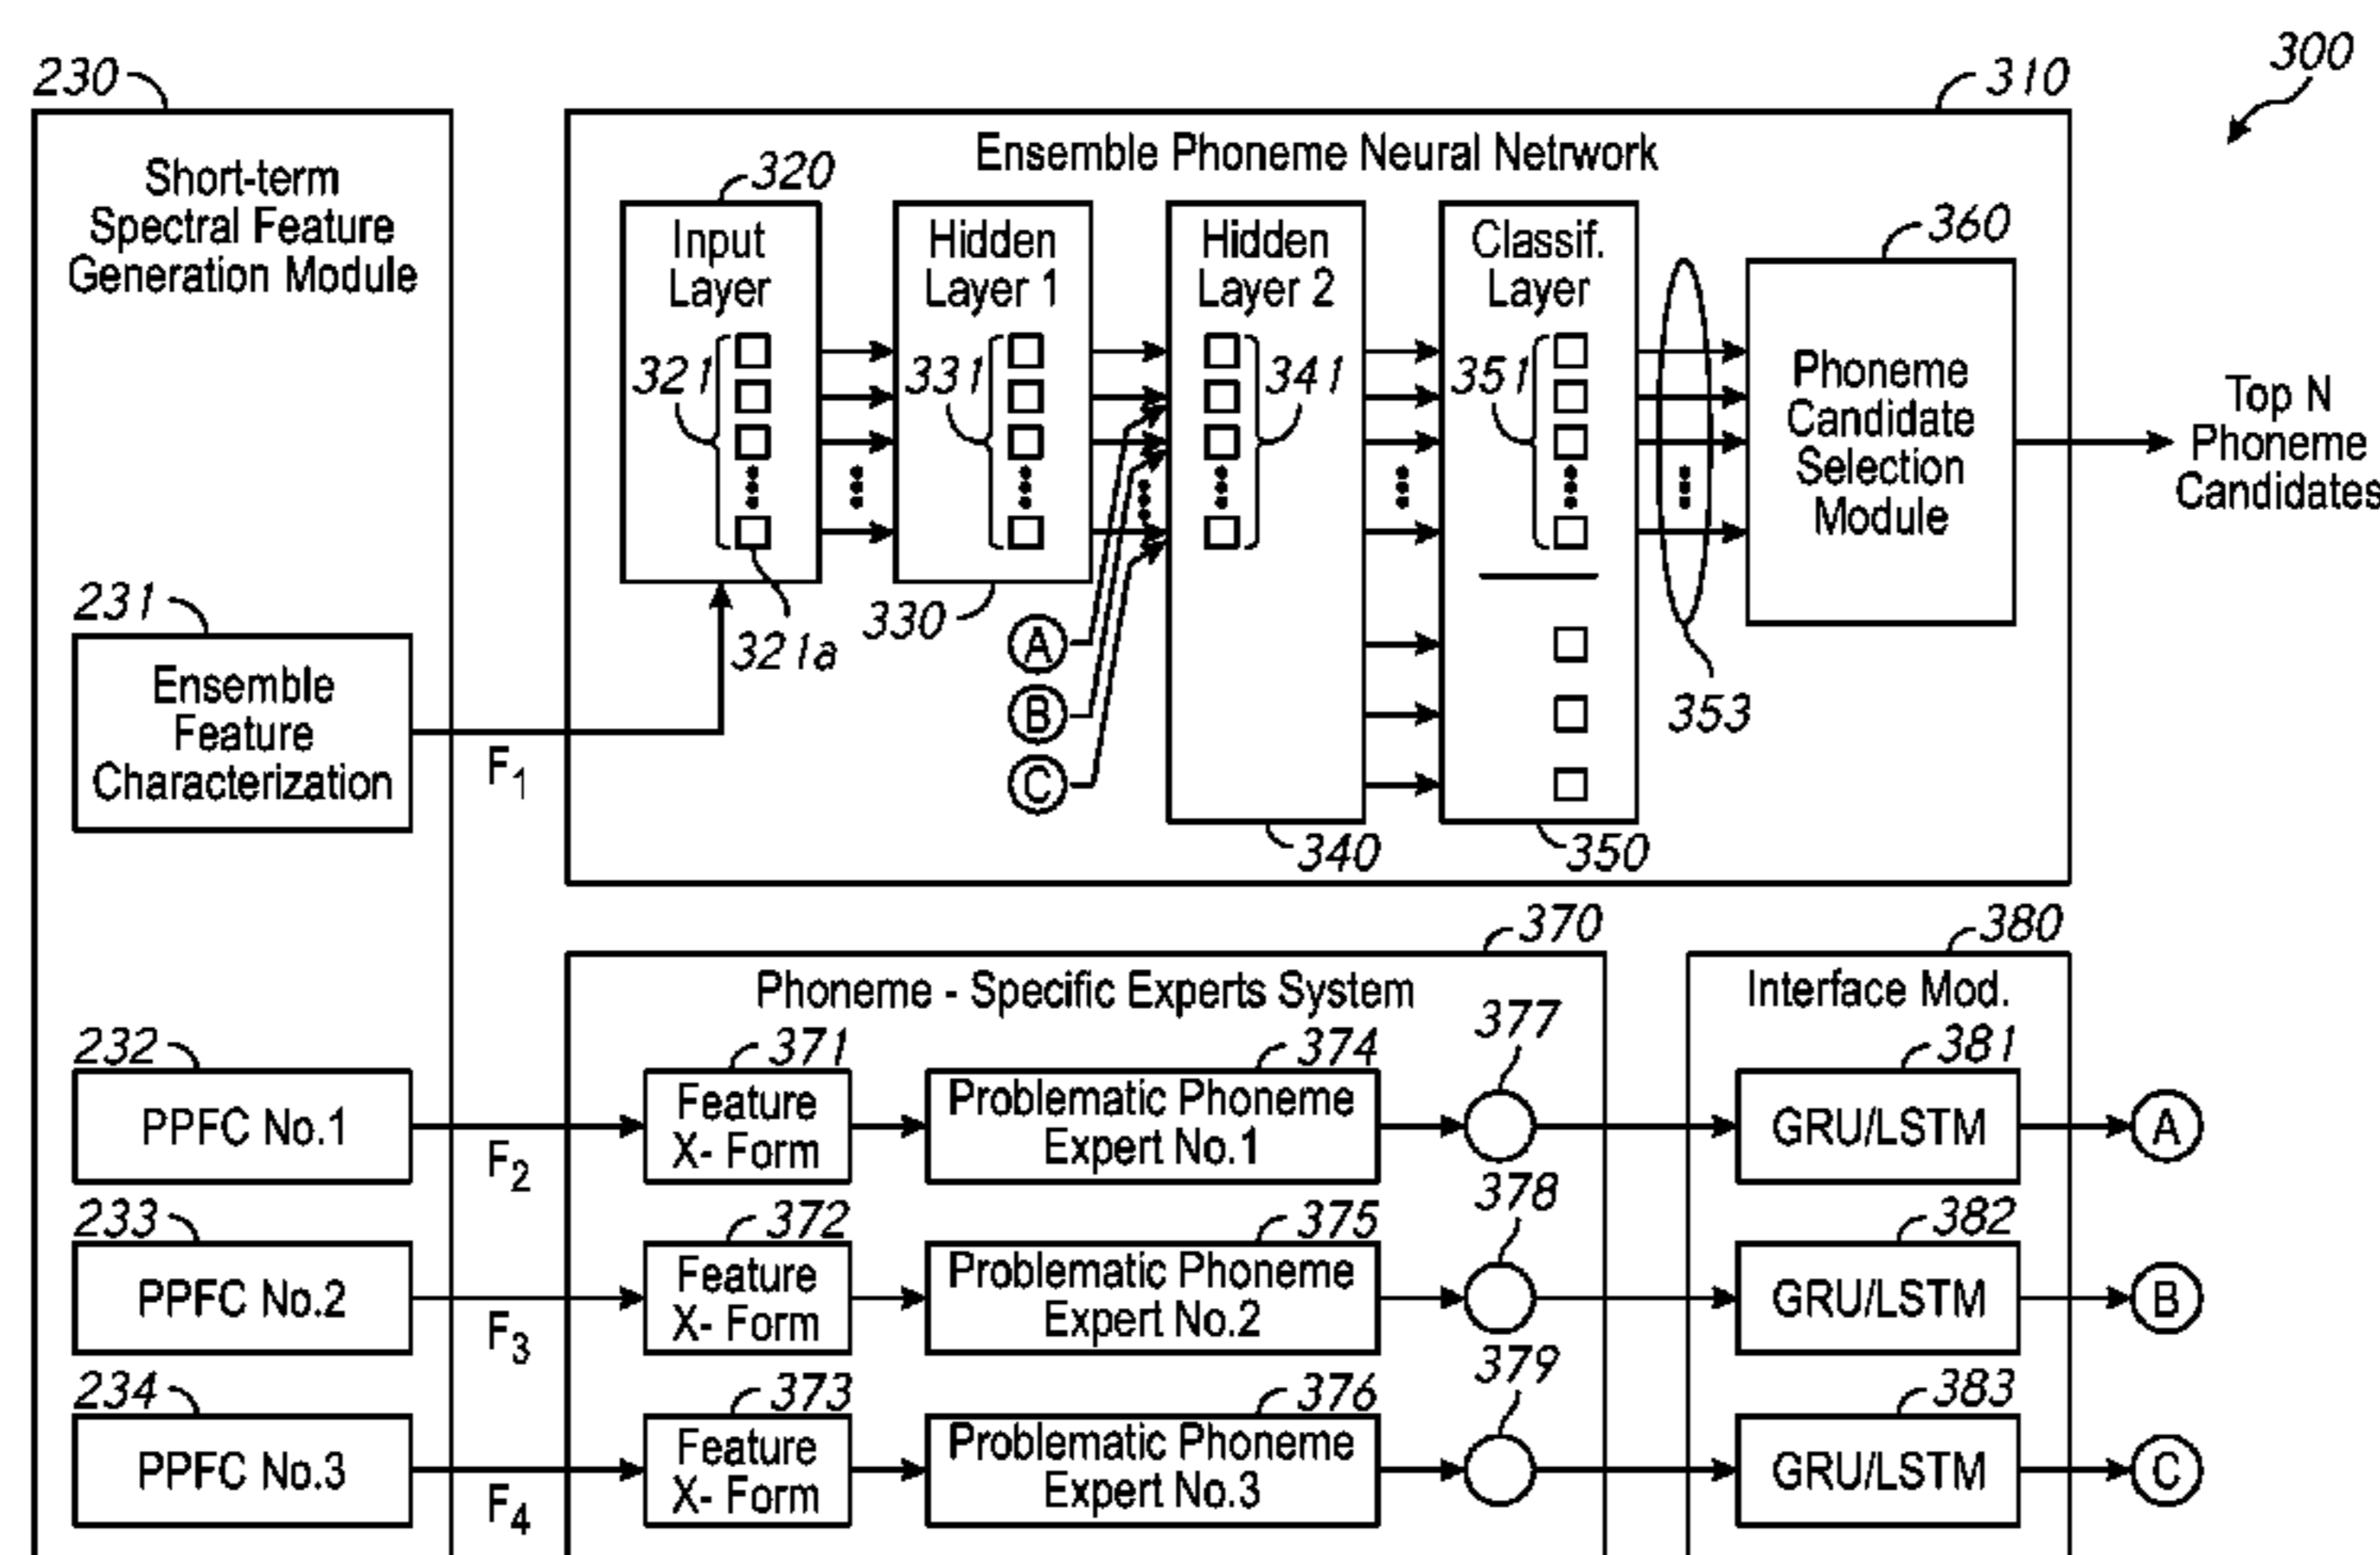 300
230
Short-term
Spectral Feature
Generation Module
310
Ensemble Phoneme Neural Netrwork
320
Input
Layer
321
321a
Hidden
Layer 1
331
330
Hidden
Layer 2
341
340
Classif.
Layer
351
350
353
360
Phoneme
Candidate
Selection
Module
Top N
Phoneme
Candidates
A
B
C
231
Ensemble
Feature
Characterization
F1
370
Phoneme - Specific Experts System
380
Interface Mod.
232
PPFC No.1
F2
371
Feature
X- Form
374
Problematic Phoneme
Expert No.1
377
381
GRU/LSTM
A
233
PPFC No.2
F3
372
Feature
X- Form
375
Problematic Phoneme
Expert No.2
378
382
GRU/LSTM
B
234
PPFC No.3
F4
373
Feature
X- Form
376
Problematic Phoneme
Expert No.3
379
383
GRU/LSTM
C